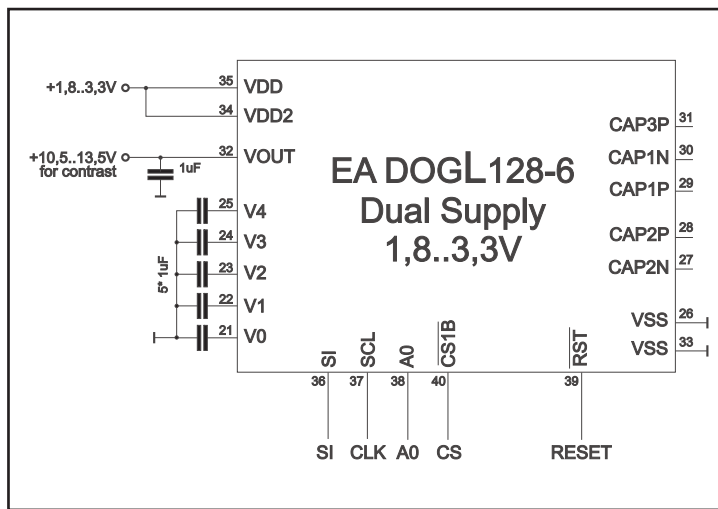 +1,8..3,3V
+10,5..13,5V
for contrast
1uF
5* 1uF
35 VDD
34 VDD2
32 VOUT
25 V4
24 V3
23 V2
22 V1
21 V0
EA DOGL128-6
Dual Supply
1,8..3,3V
CAP3P 31
CAP1N 30
CAP1P 29
CAP2P 28
CAP2N 27
VSS 26
VSS 33
SI SCL A0 CS1B RST
36 37 38 40 39
SI CLK A0 CS RESET